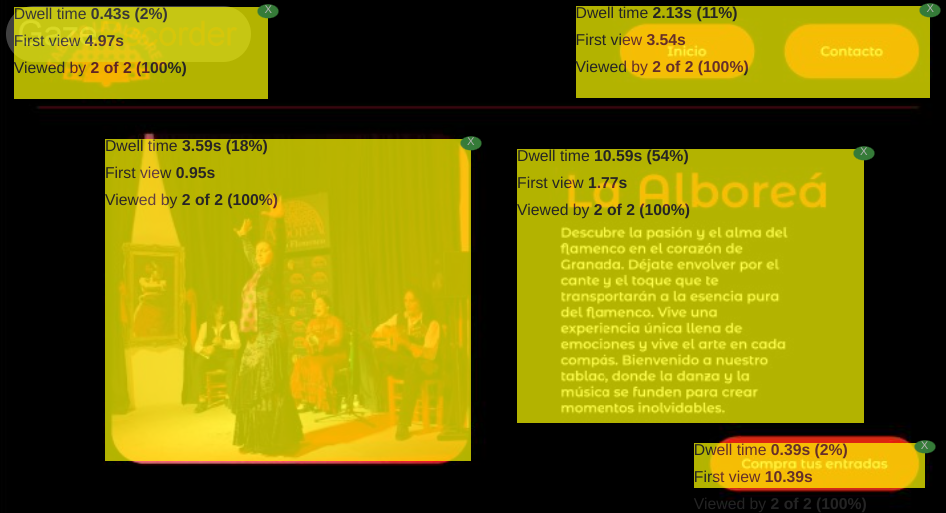 Dwell time 0.43s (2%)
GazeRecorder
First view 4.97s
Viewed by 2 of 2 (100%)
X
Dwell time 2.13s (11%)
First view 3.54s
Viewed by 2 of 2 (100%)
X
Inicio
Contacto
Dwell time 3.59s (18%)
First view 0.95s
Viewed by 2 of 2 (100%)
X
Dwell time 10.59s (54%)
First view 1.77s
Viewed by 2 of 2 (100%)
X
La Alboreá
Descubre la pasión y el alma del
flamenco en el corazón de
Granada. Déjate envolver por el
cante y el toque que te
transportarán a la esencia pura
del flamenco. Vive una
experiencia única llena de
emociones y vive el arte en cada
compás. Bienvenido a nuestro
tablao, donde la danza y la
música se funden para crear
momentos inolvidables.
Dwell time 0.39s (2%)
First view 10.39s
Viewed by 2 of 2 (100%)
X
Compra tus entradas